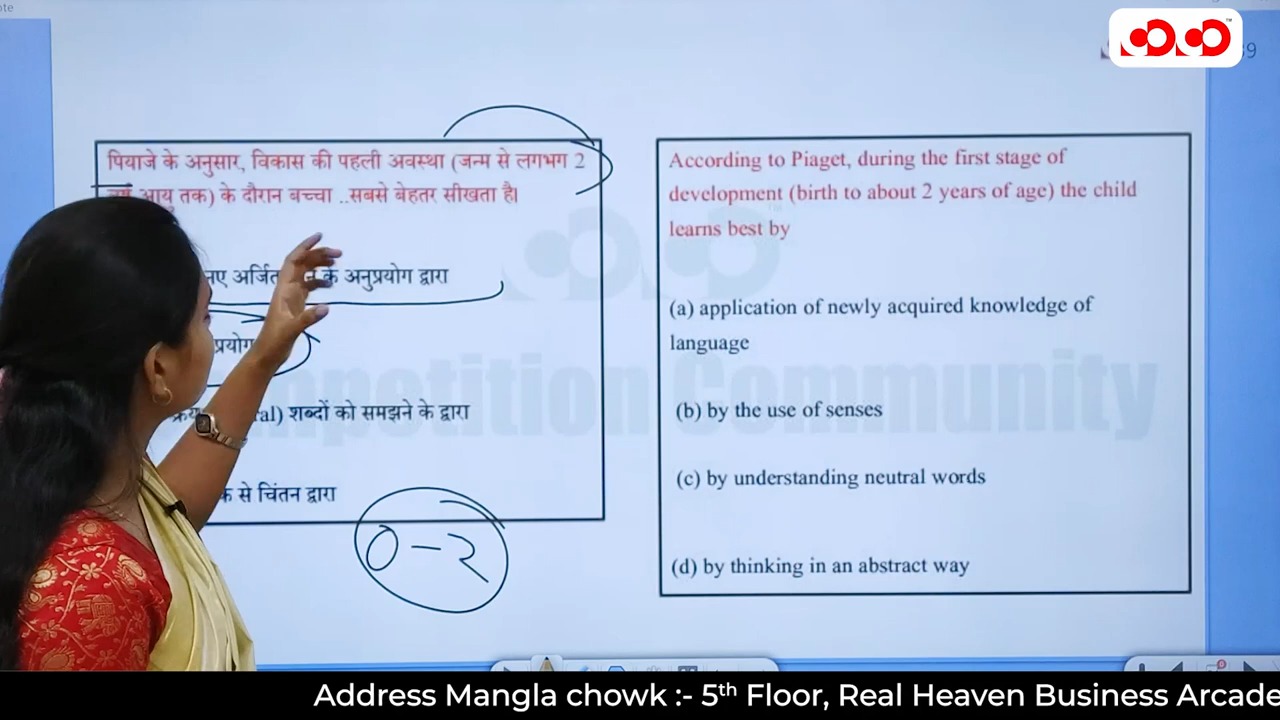 39
पियाजे के अनुसार, विकास की पहली अवस्था (जन्म से लगभग 2
वर्ष आयु तक) के दौरान बच्चा ..सबसे बेहतर सीखता है।
नए अर्जित के अनुप्रयोग द्वारा
प्रयोग
शब्दों को समझने के द्वारा
से चिंतन द्वारा
0-2
According to Piaget, during the first stage of
development (birth to about 2 years of age) the child
learns best by
(a) application of newly acquired knowledge of
language
(b) by the use of senses
(c) by understanding neutral words
(d) by thinking in an abstract way
Competition Community
Address Mangla chowk :- 5th Floor, Real Heaven Business Arcade